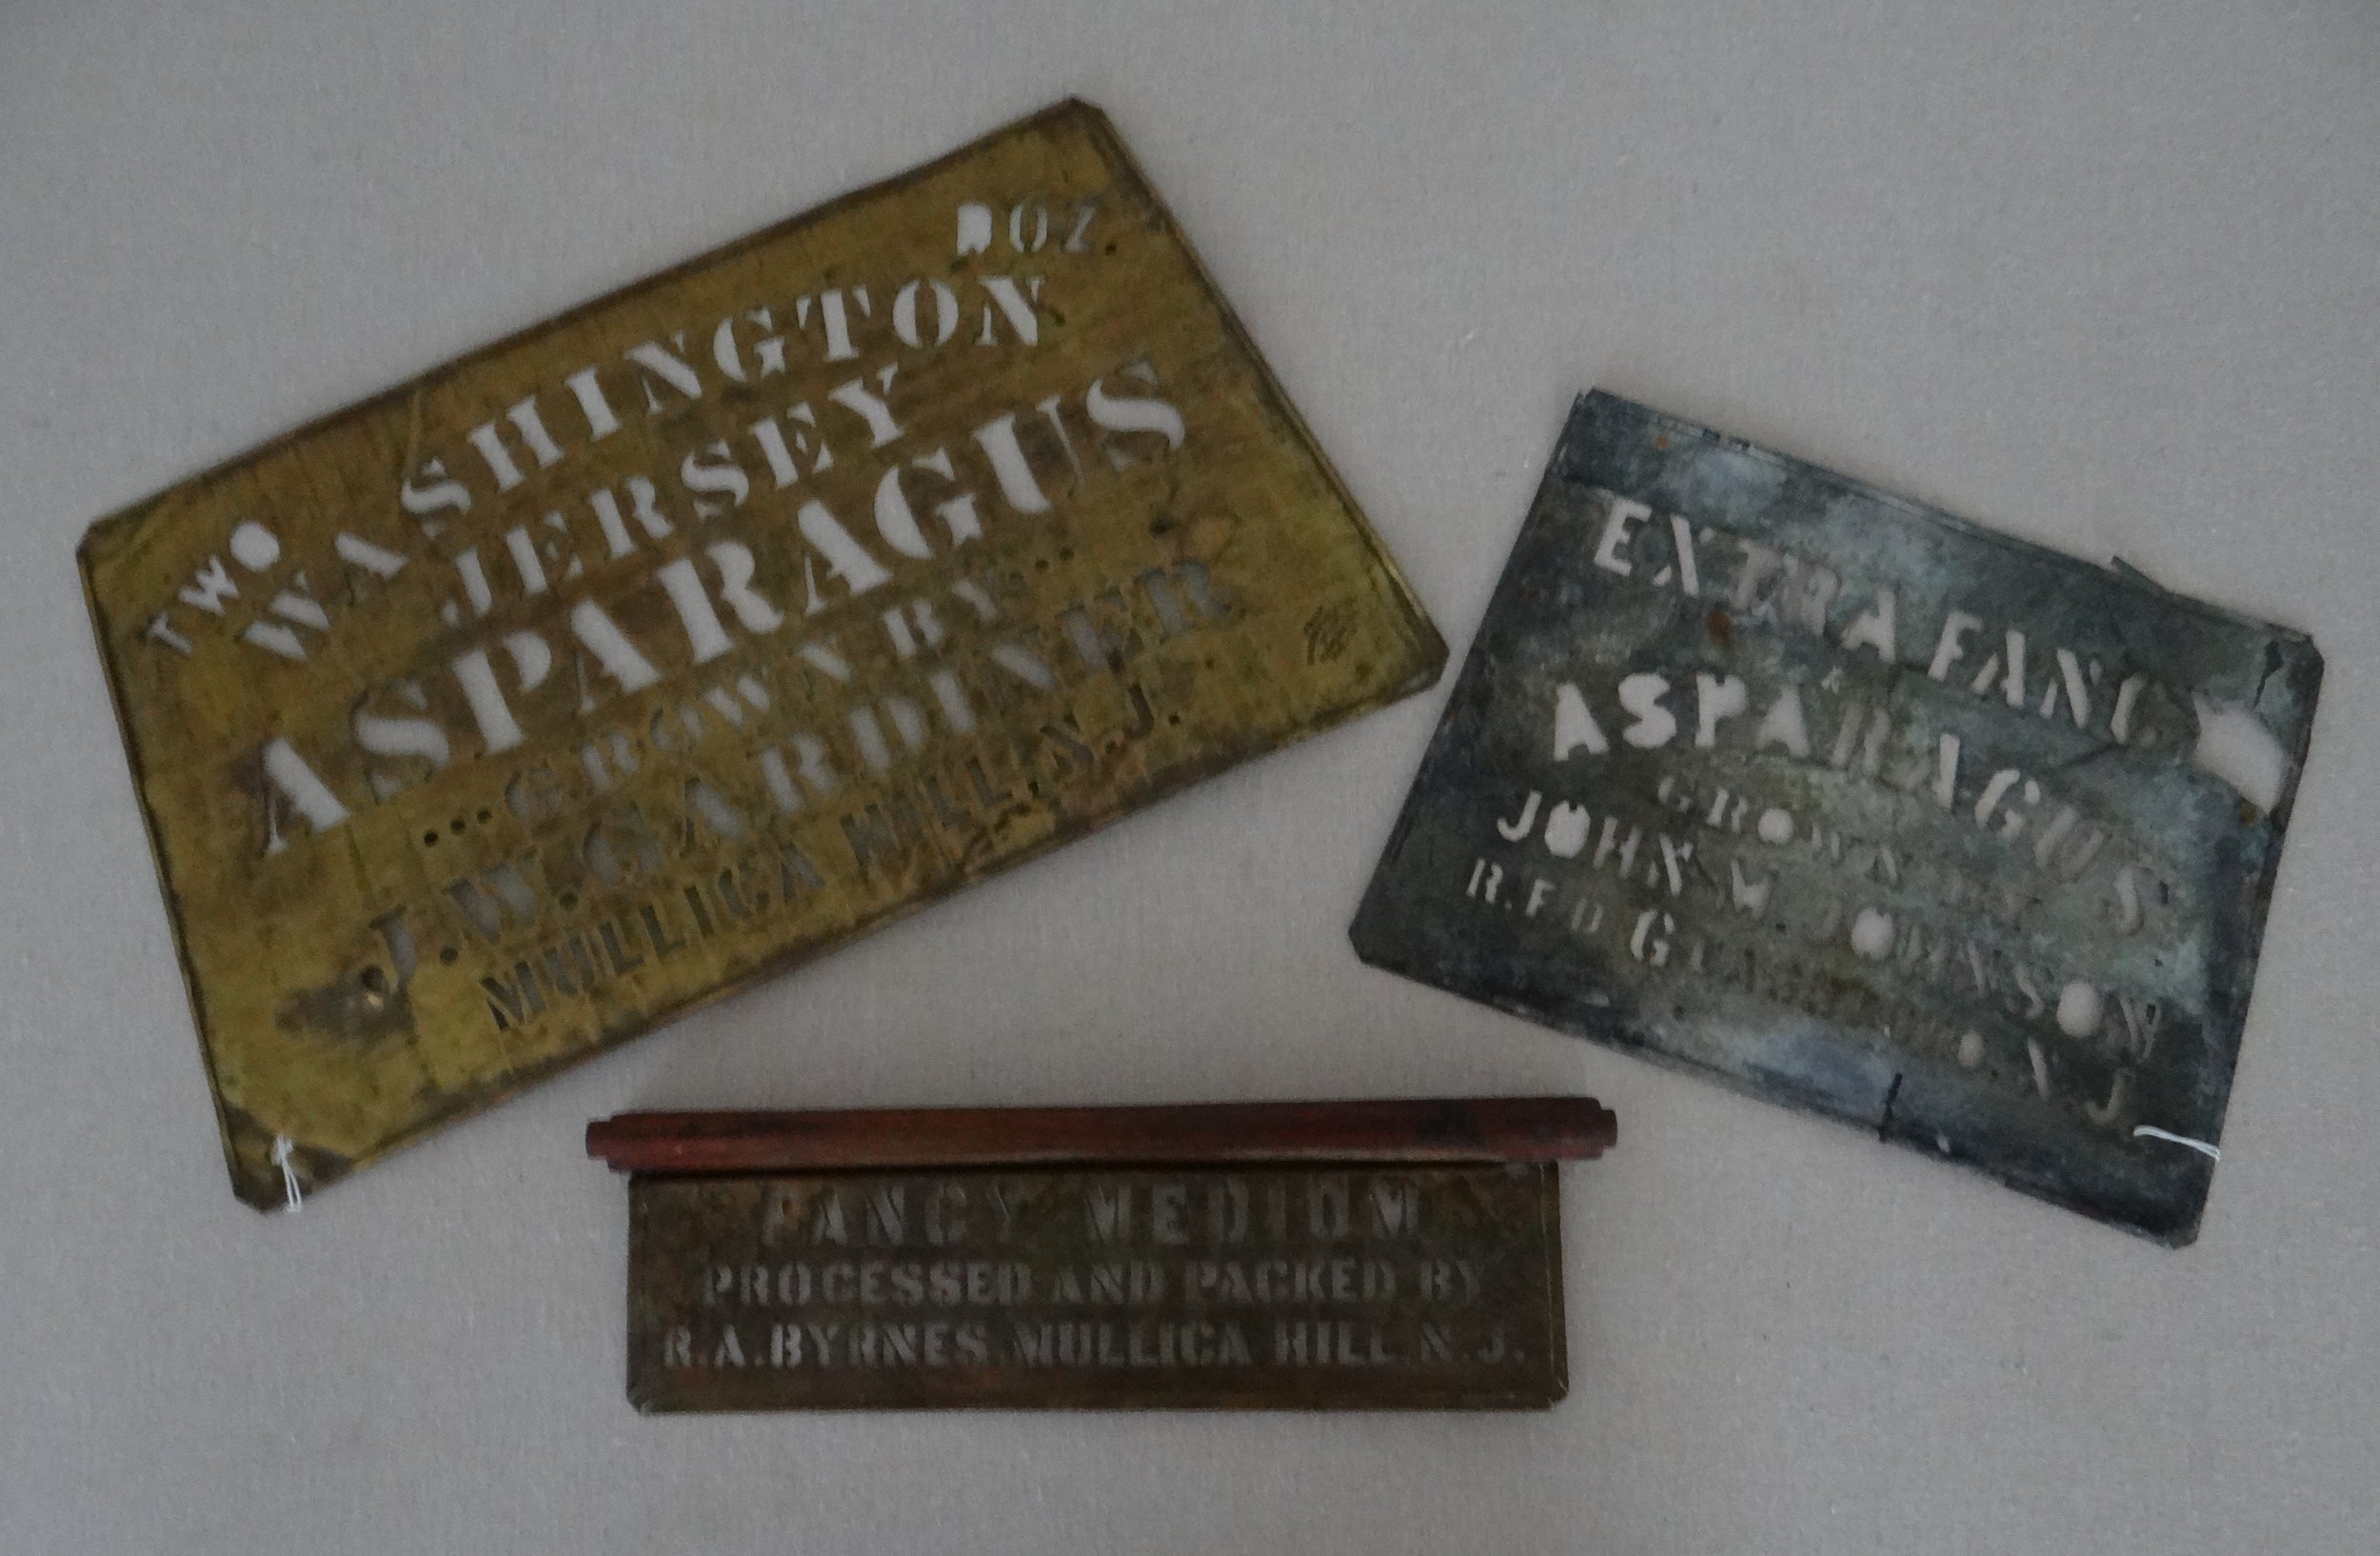 TWO DOZ.
WASHINGTON
JERSEY
ASPARAGUS
...GROWN BY...
J.W.GARDINER
MULLICA HILL, N.J.
EXTRA FANC
ASPARAGUS
GROWN BY
JOHN W JOHNSON
R.F.D GLASSBORO N J.
FANCY MEDIUM
PROCESSED AND PACKED BY
R.A.BYRNES.MULLICA HILL.N.J.